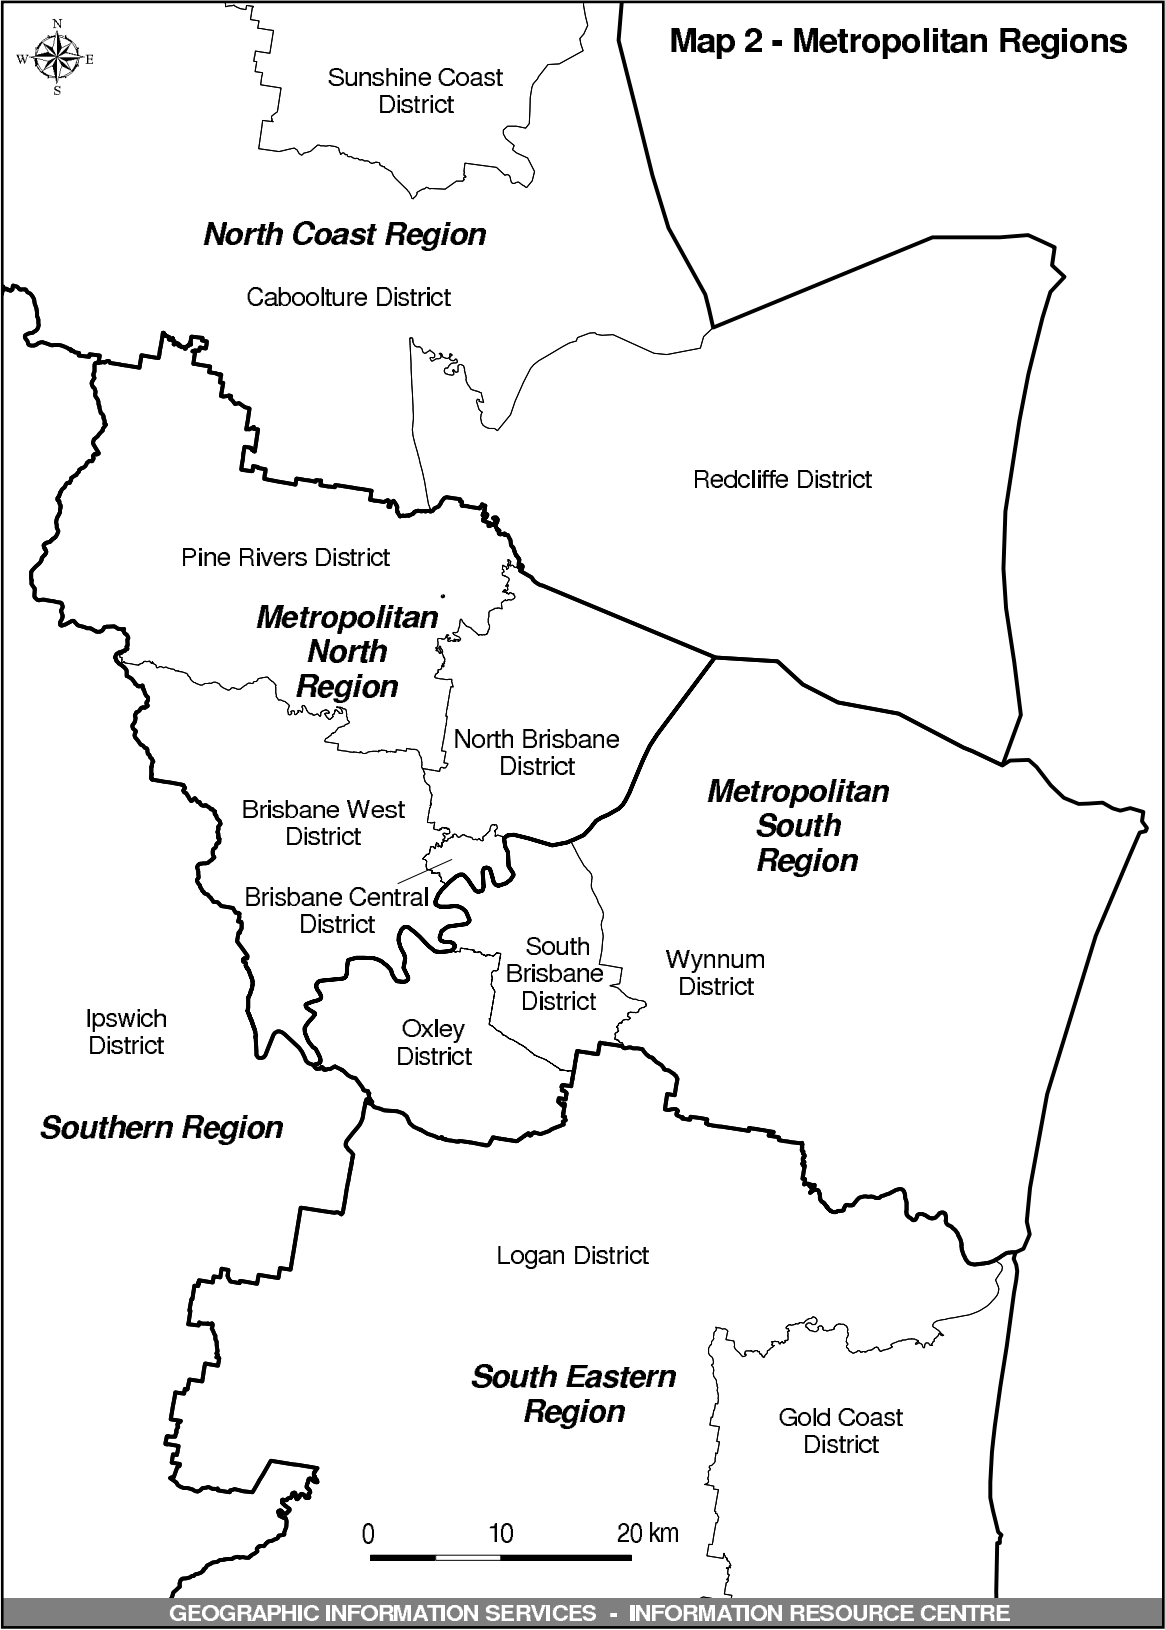 N
W E
S
Map 2 - Metropolitan Regions
Sunshine Coast
District
North Coast Region
Caboolture District
Redcliffe District
Pine Rivers District
Metropolitan
North
Region
North Brisbane
District
Metropolitan
South
Region
Brisbane West
District
Brisbane Central
District
South
Brisbane
District
Wynnum
District
Ipswich
District
Oxley
District
Southern Region
Logan District
South Eastern
Region
Gold Coast
District
0 10 20 km
GEOGRAPHIC INFORMATION SERVICES - INFORMATION RESOURCE CENTRE